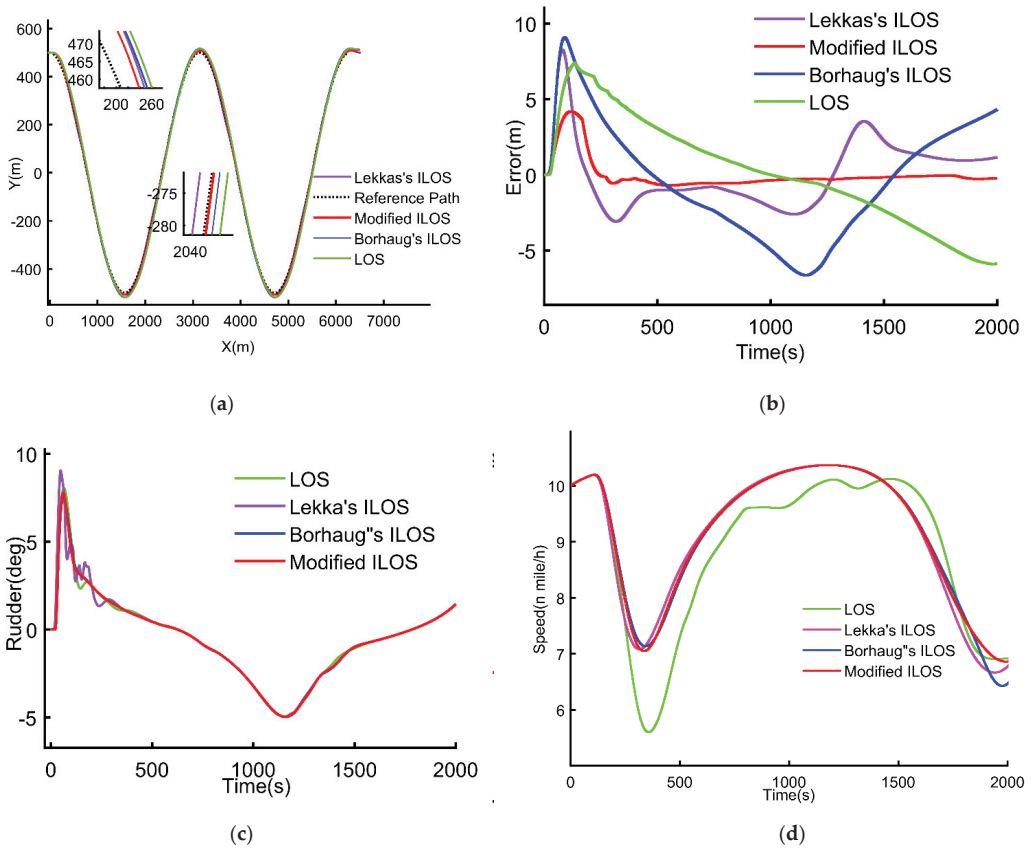 600
400
200
0
-200
-400
Y(m)
470
465
460
200 260
-275
-280
2040
Lekkas's ILOS
Reference Path
Modified ILOS
Borhaug's ILOS
LOS
0 1000 2000 3000 4000 5000 6000 7000
X(m)
(a)
10
5
0
-5
Error(m)
Lekkas's ILOS
Modified ILOS
Borhaug's ILOS
LOS
0 500 1000 1500 2000
Time(s)
(b)
10
5
0
-5
Rudder(deg)
LOS
Lekka's ILOS
Borhaug"s ILOS
Modified ILOS
0 500 1000 1500 2000
Time(s)
(c)
10
9
8
7
6
Speed(n mile/h)
LOS
Lekka's ILOS
Borhaug"s ILOS
Modified ILOS
0 500 1000 1500 2000
Time(s)
(d)